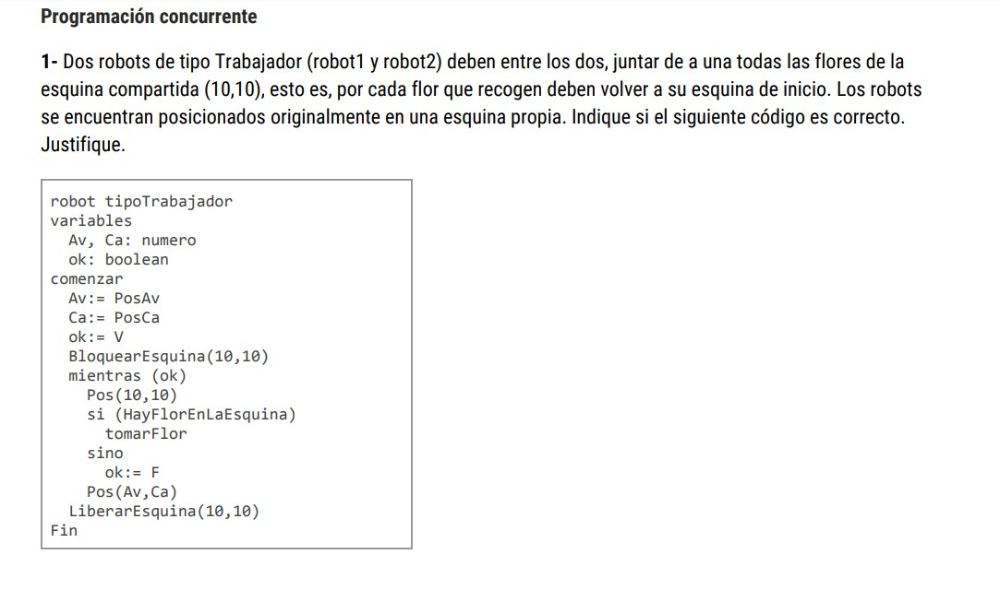 Programación concurrente
1- Dos robots de tipo Trabajador (robot1 y robot2) deben entre los dos, juntar de a una todas las flores de la
esquina compartida (10,10), esto es, por cada flor que recogen deben volver a su esquina de inicio. Los robots
se encuentran posicionados originalmente en una esquina propia. Indique si el siguiente código es correcto.
Justifique.
robot tipoTrabajador
variables
Av, Ca: numero
ok: boolean
comenzar
Av:= PosAv
Ca:= PosCa
ok:= V
BloquearEsquina(10,10)
mientras (ok)
Pos(10,10)
si (HayFlorEnLaEsquina)
tomarFlor
sino
ok:= F
Pos(Av,Ca)
LiberarEsquina(10,10)
Fin